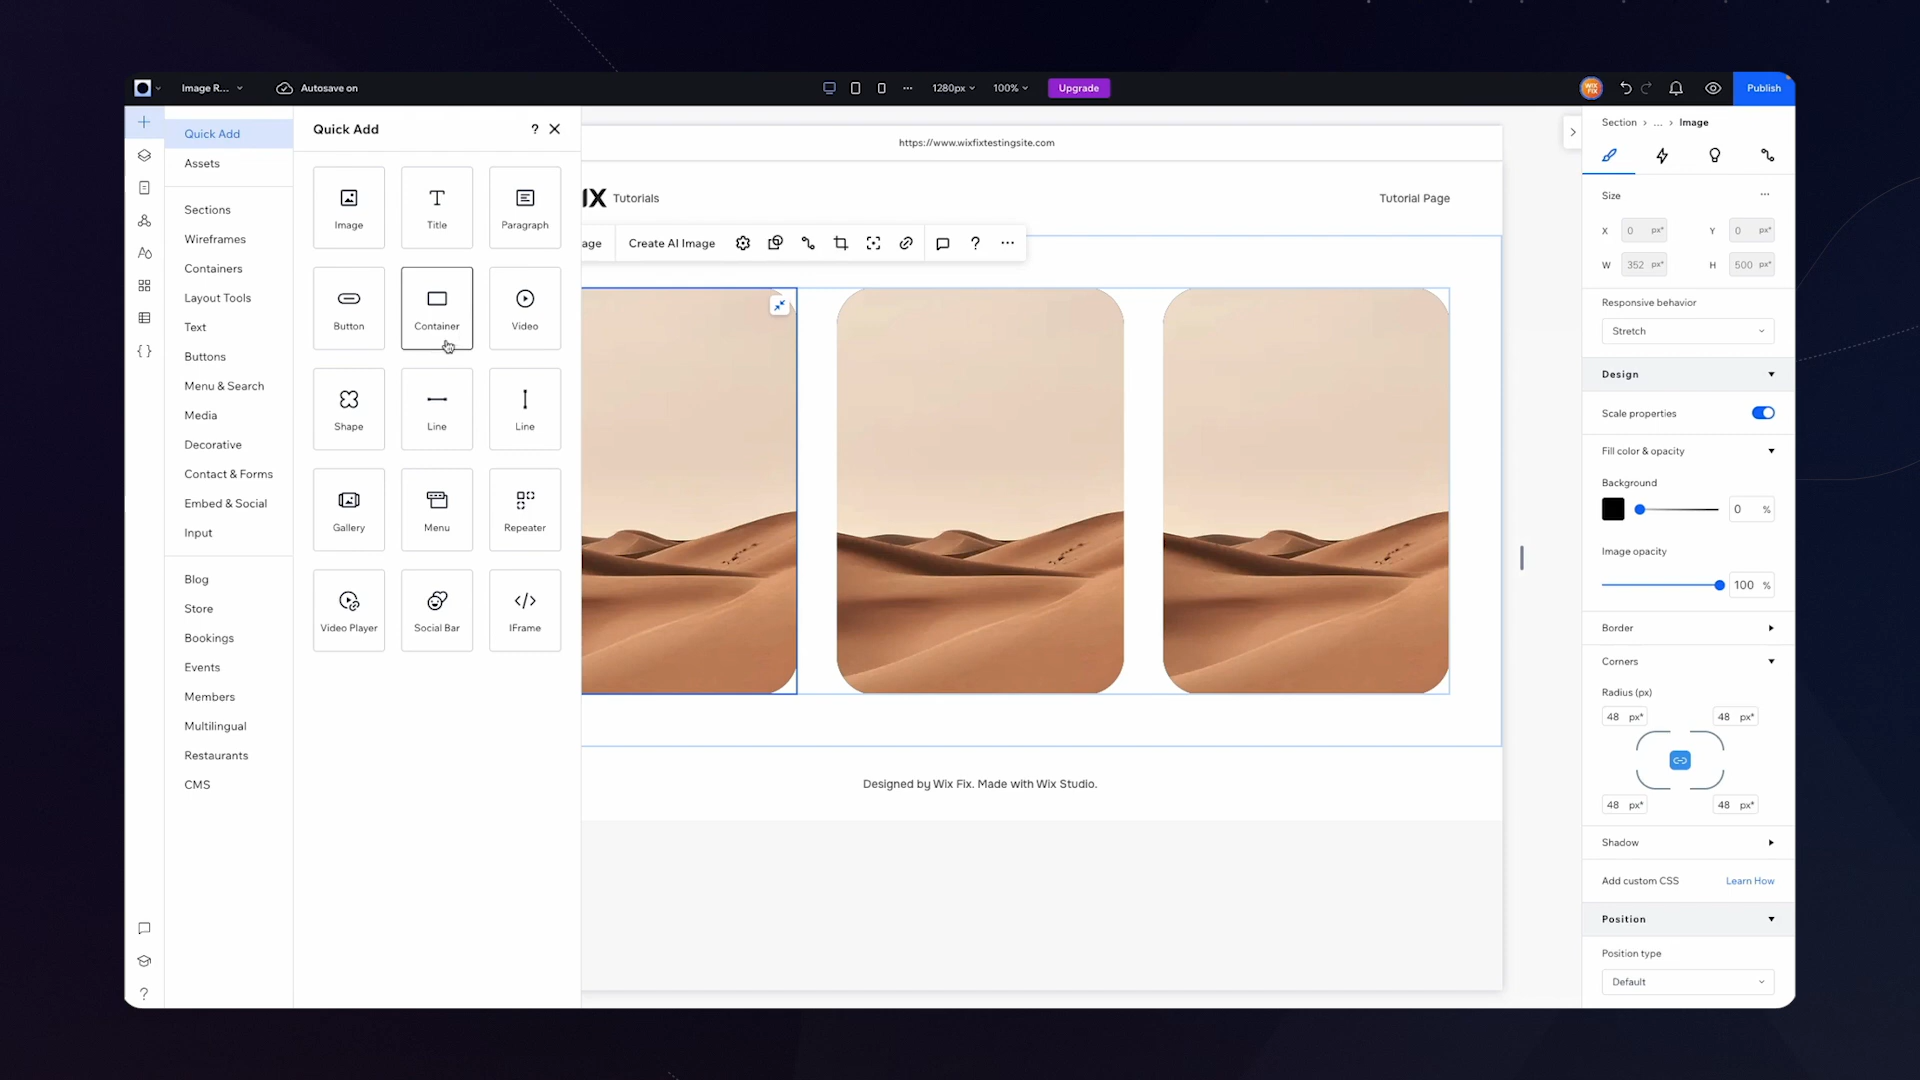 Image R...
Autosave on
1280px
100%
Upgrade
WIX
FIX
Publish
Quick Add
Assets
Sections
Wireframes
Containers
Layout Tools
Text
Buttons
Menu & Search
Media
Decorative
Contact & Forms
Embed & Social
Input
Blog
Store
Bookings
Events
Members
Multilingual
Restaurants
CMS
Quick Add
?
Image
Title
Paragraph
Button
Container
Video
Shape
Line
Line
Gallery
Menu
Repeater
Video Player
Social Bar
IFrame
https://www.wixfixtestingsite.com
IX Tutorials
Tutorial Page
age
Create AI Image
?
Designed by Wix Fix. Made with Wix Studio.
Section > ... > Image
Size
X 0 px* Y 0 px*
W 352 px* H 500 px*
Responsive behavior
Stretch
Design
Scale properties
Fill color & opacity
Background
0 %
Image opacity
100 %
Border
Corners
Radius (px)
48 px* 48 px*
48 px* 48 px*
Shadow
Add custom CSS Learn How
Position
Position type
Default
?